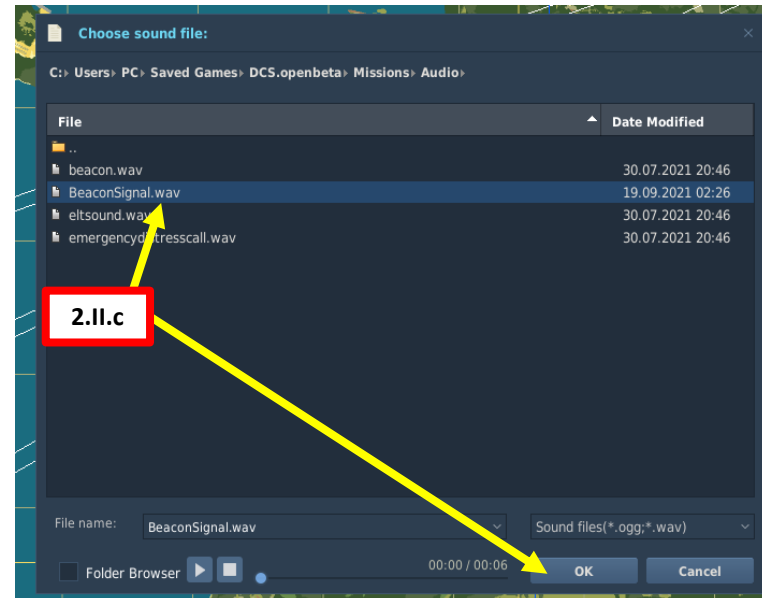 Choose sound file:
C: Users PC Saved Games DCS.openbeta Missions Audio
File Date Modified
..
beacon.wav 30.07.2021 20:46
BeaconSignal.wav 19.09.2021 02:26
eltsound.wav 30.07.2021 20:46
emergencydistresscall.wav 30.07.2021 20:46
2.II.c
File name: BeaconSignal.wav Sound files(*.ogg;*.wav)
Folder Browser 00:00 / 00:06 OK Cancel